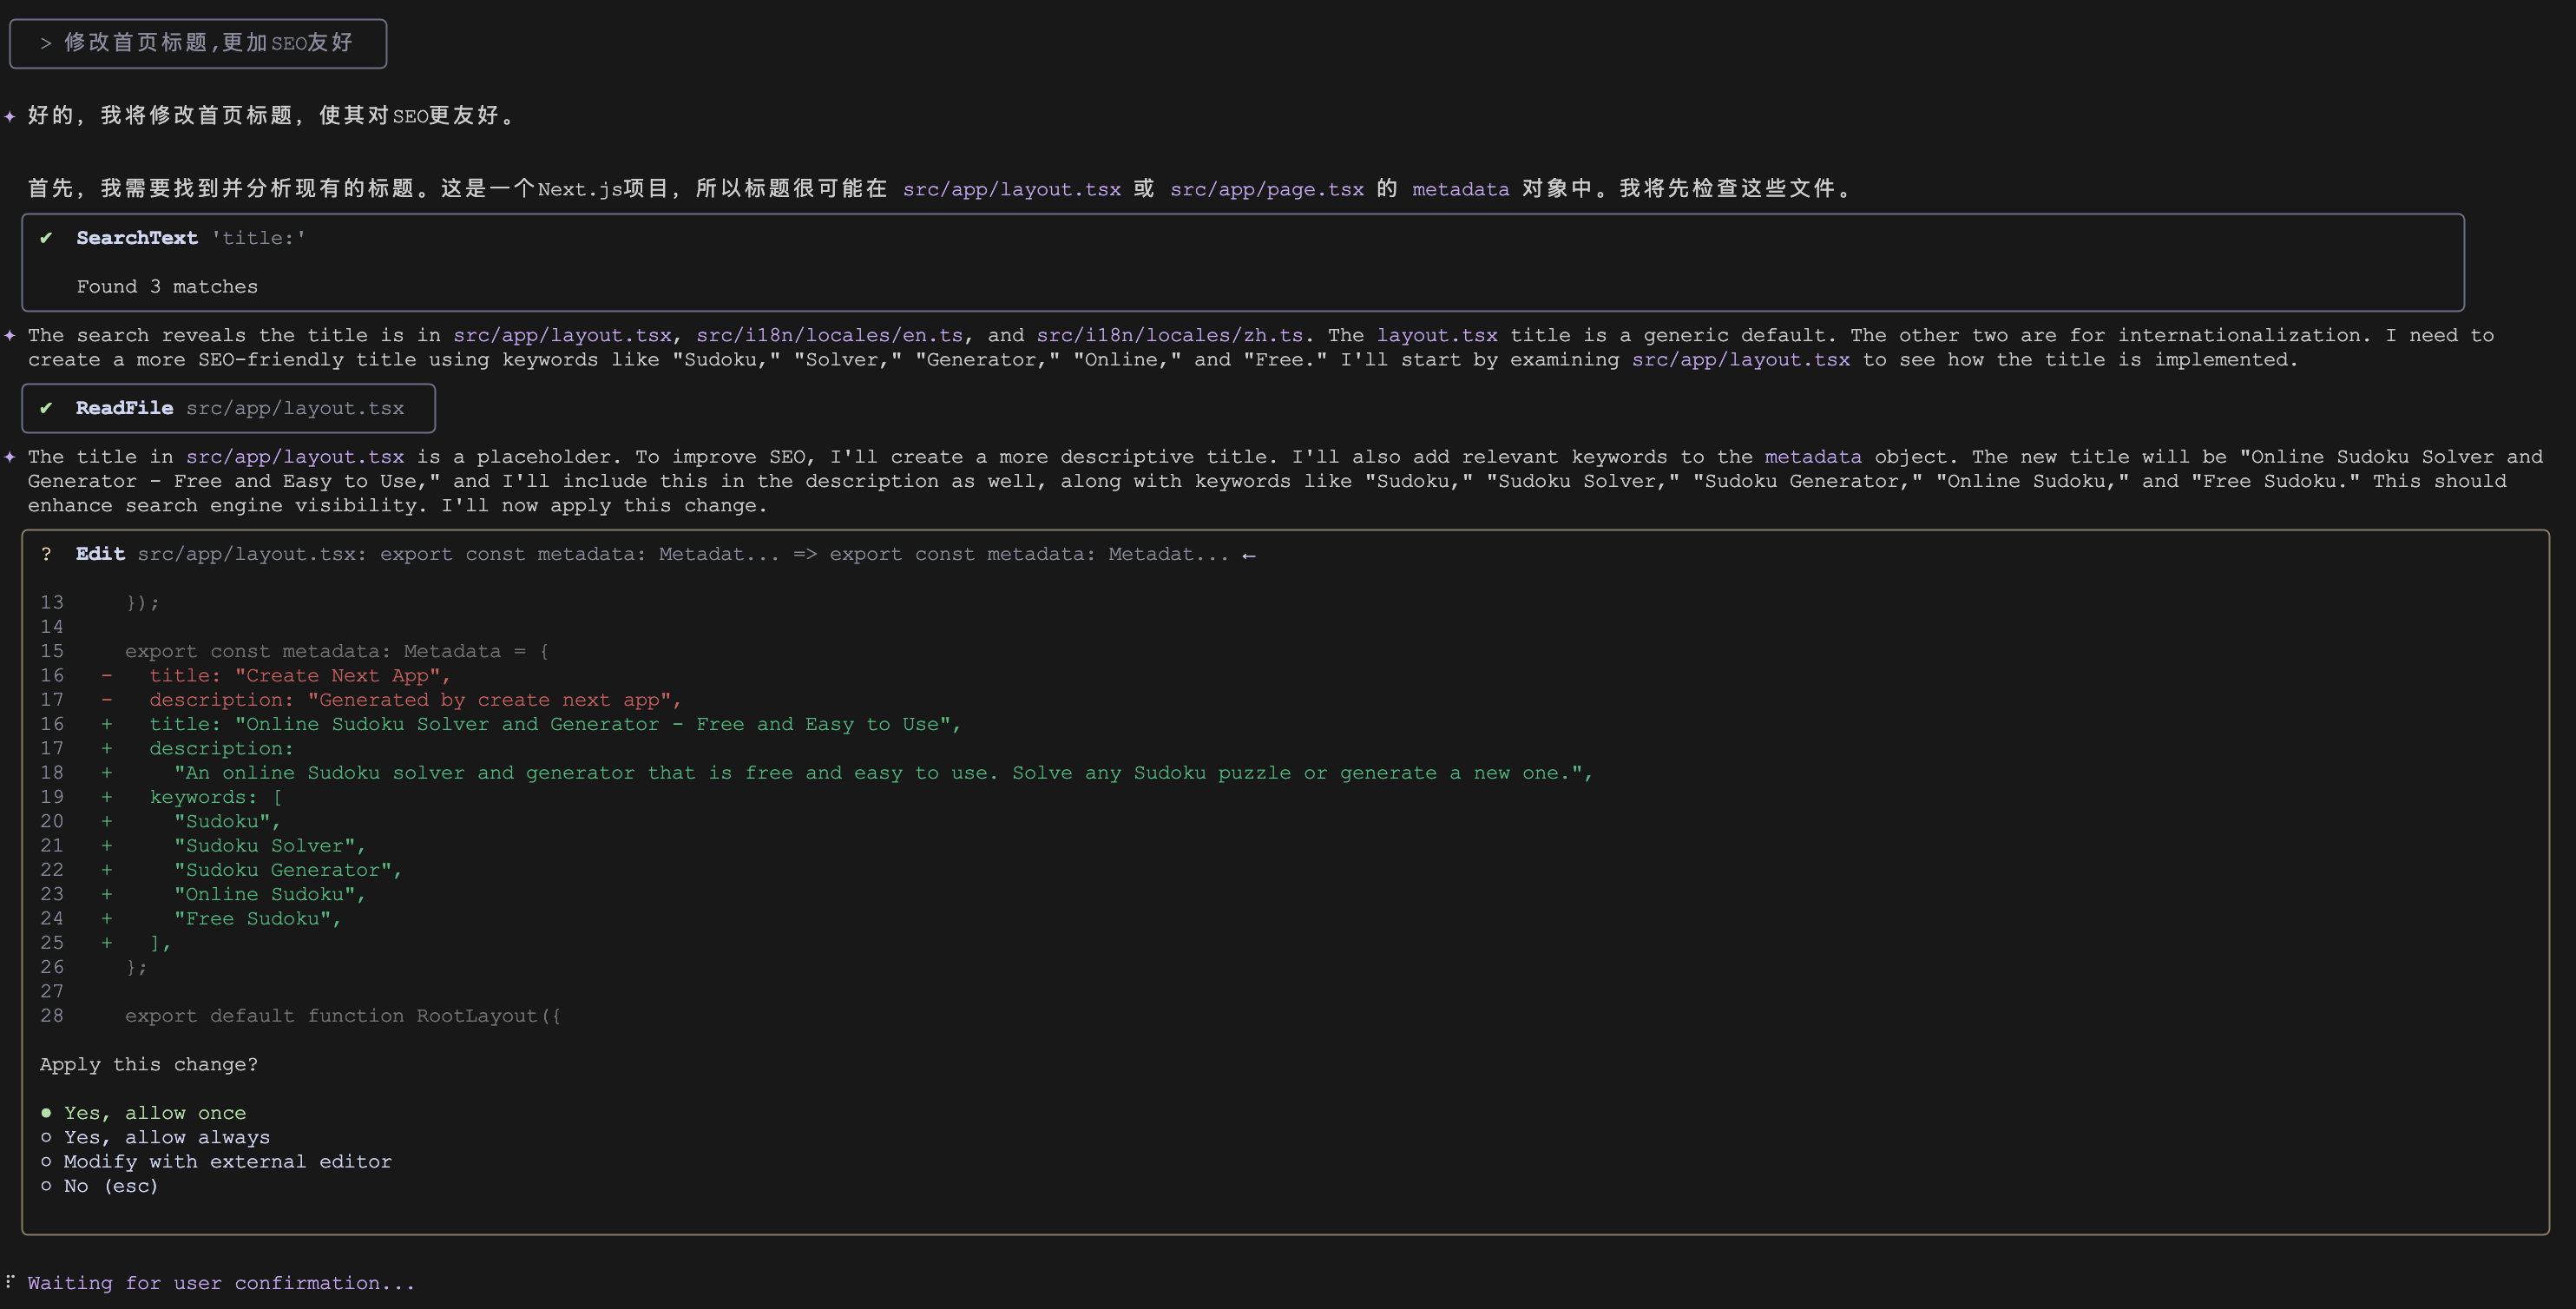 > 修改首页标题,更加SEO友好
✦ 好的，我将修改首页标题，使其对SEO更友好。
首先，我需要找到并分析现有的标题。这是一个Next.js项目，所以标题很可能在 src/app/layout.tsx 或 src/app/page.tsx 的 metadata 对象中。我将先检查这些文件。
✔ SearchText 'title:'
Found 3 matches
✦ The search reveals the title is in src/app/layout.tsx, src/i18n/locales/en.ts, and src/i18n/locales/zh.ts. The layout.tsx title is a generic default. The other two are for internationalization. I need to
create a more SEO-friendly title using keywords like "Sudoku," "Solver," "Generator," "Online," and "Free." I'll start by examining src/app/layout.tsx to see how the title is implemented.
✔ ReadFile src/app/layout.tsx
✦ The title in src/app/layout.tsx is a placeholder. To improve SEO, I'll create a more descriptive title. I'll also add relevant keywords to the metadata object. The new title will be "Online Sudoku Solver and
Generator - Free and Easy to Use," and I'll include this in the description as well, along with keywords like "Sudoku," "Sudoku Solver," "Sudoku Generator," "Online Sudoku," and "Free Sudoku." This should
enhance search engine visibility. I'll now apply this change.
? Edit src/app/layout.tsx: export const metadata: Metadat... => export const metadata: Metadat... ←
13 });
14
15 export const metadata: Metadata = {
16 - title: "Create Next App",
17 - description: "Generated by create next app",
16 + title: "Online Sudoku Solver and Generator - Free and Easy to Use",
17 + description:
18 + "An online Sudoku solver and generator that is free and easy to use. Solve any Sudoku puzzle or generate a new one.",
19 + keywords: [
20 + "Sudoku",
21 + "Sudoku Solver",
22 + "Sudoku Generator",
23 + "Online Sudoku",
24 + "Free Sudoku",
25 + ],
26 };
27
28 export default function RootLayout({
Apply this change?
● Yes, allow once
○ Yes, allow always
○ Modify with external editor
○ No (esc)
⠏ Waiting for user confirmation...